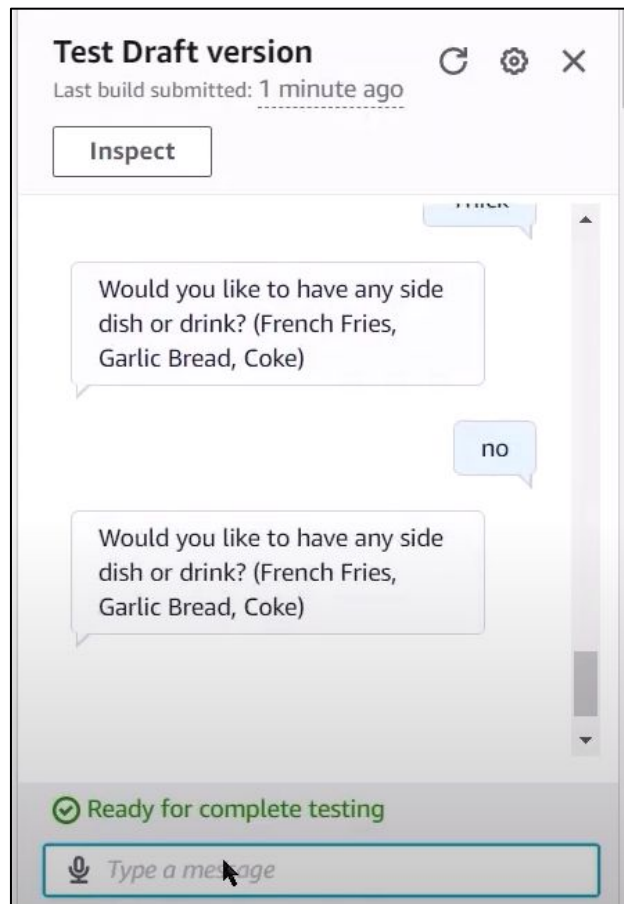 Test Draft version
Last build submitted: 1 minute ago
Inspect
Would you like to have any side
dish or drink? (French Fries,
Garlic Bread, Coke)
no
Would you like to have any side
dish or drink? (French Fries,
Garlic Bread, Coke)
Ready for complete testing
Type a message